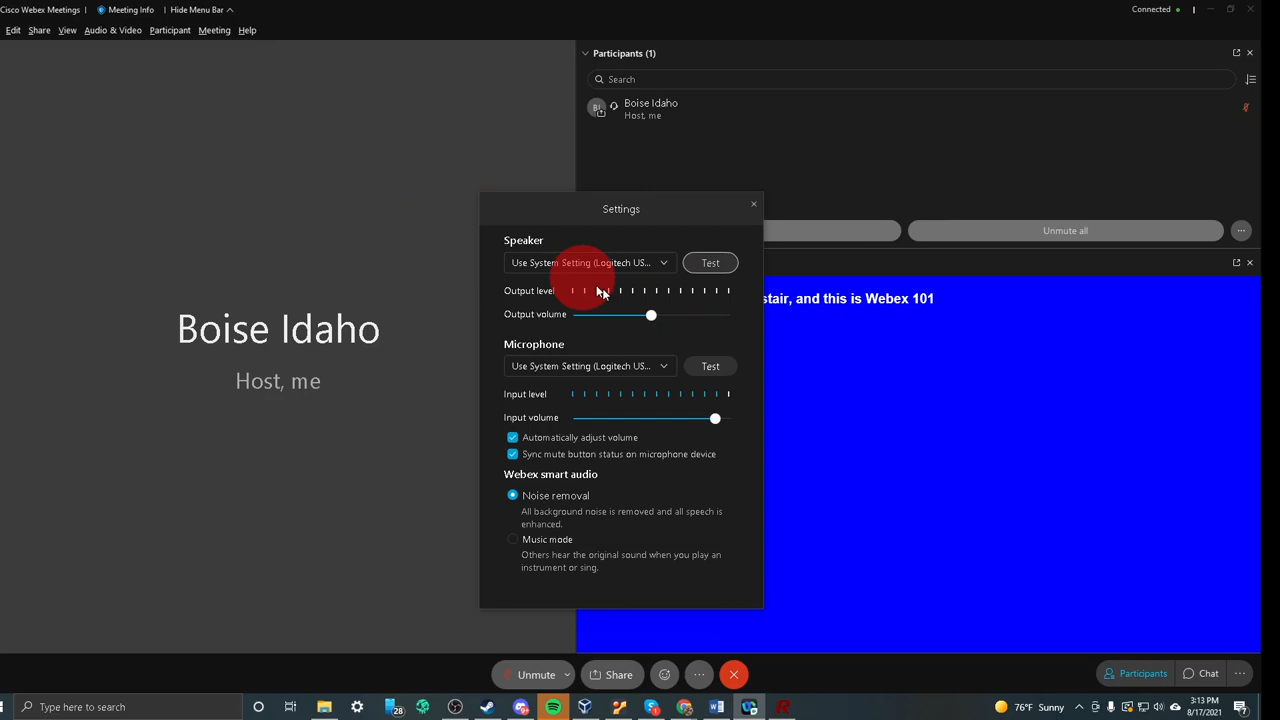 Cisco Webex Meetings
Meeting Info
Hide Menu Bar
Connected
Edit
Share
View
Audio & Video
Participant
Meeting
Help
Participants (1)
Search
BI
Boise Idaho
Host, me
Unmute all
Boise Idaho
Host, me
stair, and this is Webex 101
Settings
Speaker
Use System Setting (Logitech US...
Test
Output level
Output volume
Microphone
Use System Setting (Logitech US...
Test
Input level
Input volume
Automatically adjust volume
Sync mute button status on microphone device
Webex smart audio
Noise removal
All background noise is removed and all speech is
enhanced.
Music mode
Others hear the original sound when you play an
instrument or sing.
Unmute
Share
Participants
Chat
Type here to search
28
76°F Sunny
3:13 PM
8/17/2021